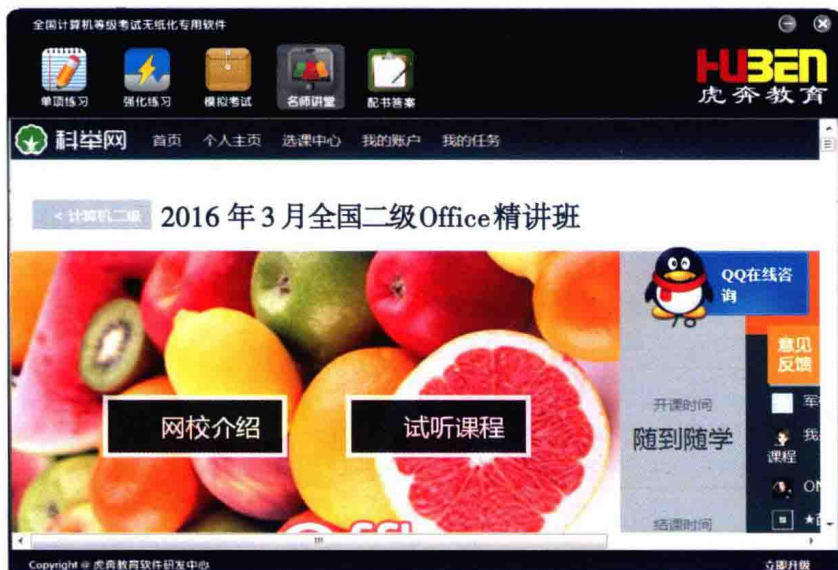 全国计算机等级考试无纸化专用软件
单项练习 强化练习 模拟考试 名师讲堂 配书答案
HUBEN
虎奔教育
科举网 首页 个人主页 选课中心 我的账户 我的任务
< 计算机二级 2016年3月全国二级Office精讲班
QQ在线咨询
意见反馈
网校介绍 试听课程
开课时间
随到随学
课程
结课时间
Copyright @ 虎奔教育软件研发中心 立即升级